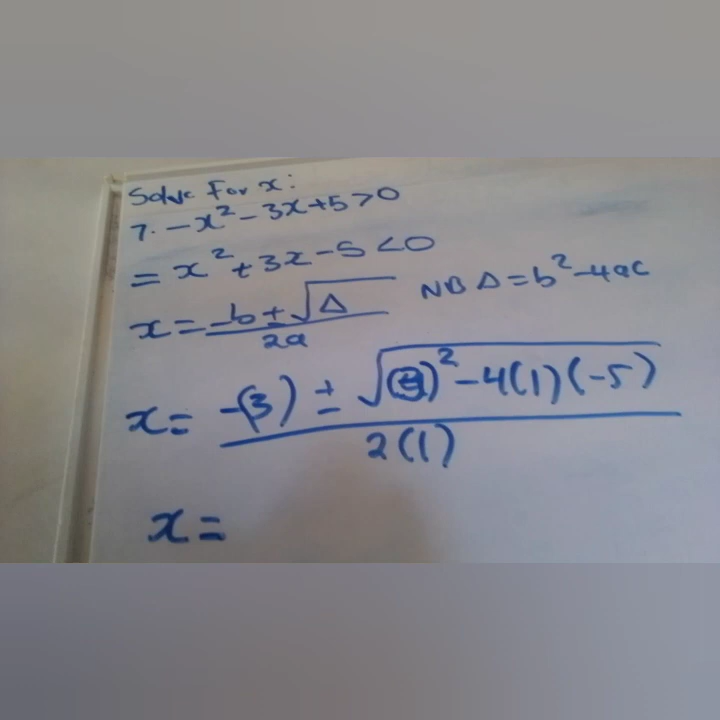 Solve For x:
7. -x² - 3x + 5 > 0
= x² + 3x - 5 < 0
x = -b ± √Δ / 2a NB Δ = b² - 4ac
x = -(3) ± √(3)² - 4(1)(-5) / 2(1)
x =